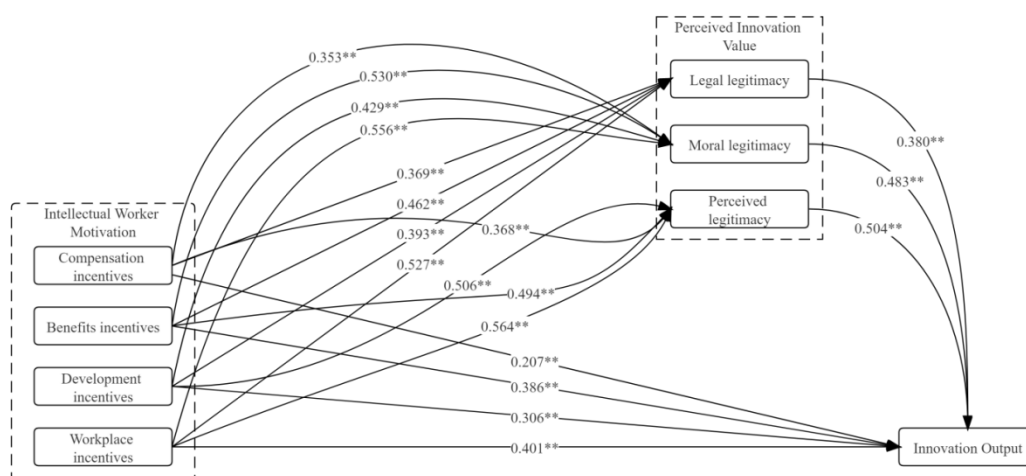 Perceived Innovation
Value
Legal legitimacy
Moral legitimacy
Perceived
legitimacy
Intellectual Worker
Motivation
Compensation
incentives
Benefits incentives
Development
incentives
Workplace
incentives
Innovation Output
0.353**
0.530**
0.429**
0.556**
0.369**
0.462**
0.393**
0.527**
0.368**
0.506**
0.494**
0.564**
0.207**
0.386**
0.306**
0.401**
0.380**
0.483**
0.504**